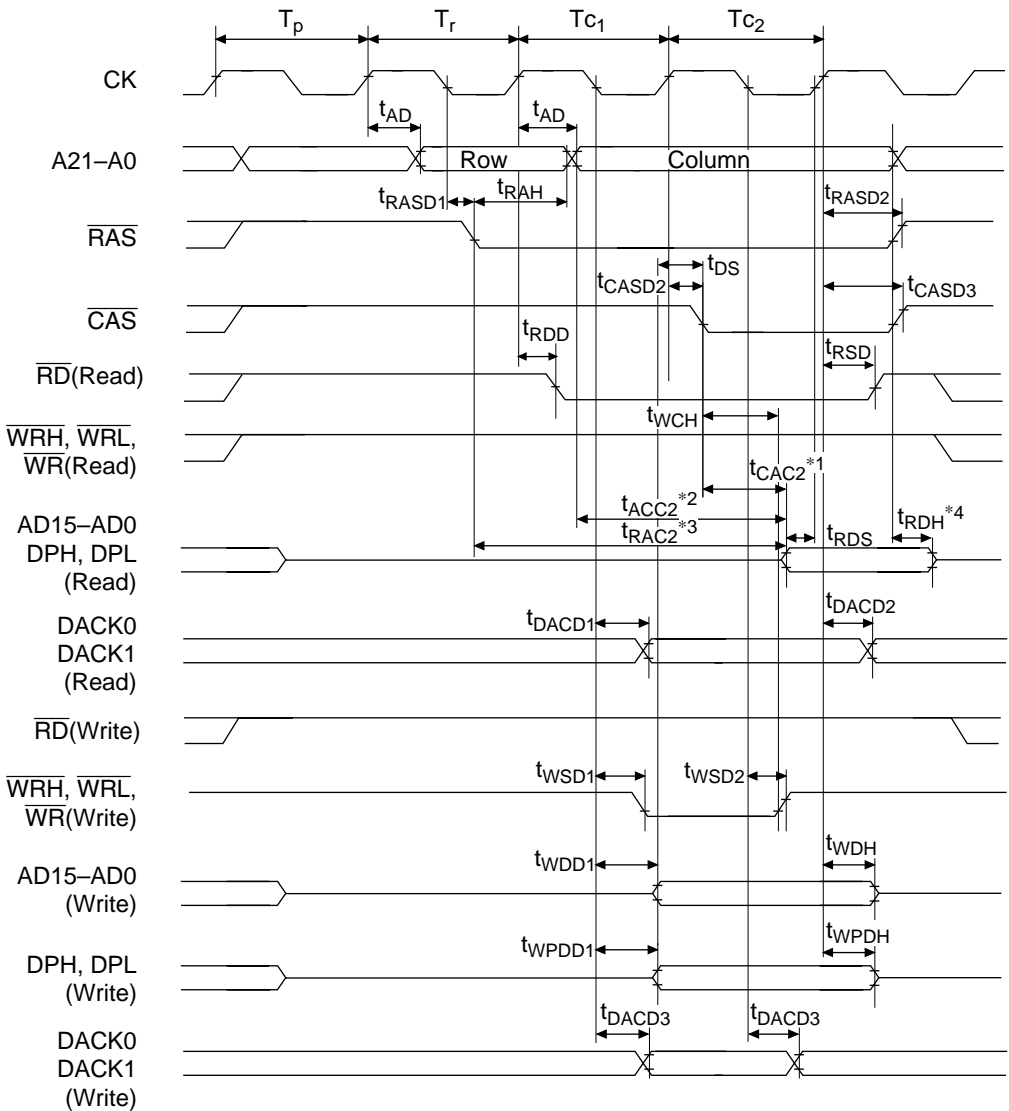 Tp Tr Tc1 Tc2
CK
tAD tAD
A21–A0 Row Column
tRASD1 tRAH tRASD2
RAS
tDS
tCASD2 tCASD3
CAS
tRDD tRSD
RD(Read)
tWCH
WRH, WRL,
WR(Read)
tCAC2*1
tACC2*2
AD15–AD0 tRDH*4
DPH, DPL tRAC2*3 tRDS
(Read)
DACK0 tDACD1 tDACD2
DACK1
(Read)
RD(Write)
WRH, WRL, tWSD1 tWSD2
WR(Write)
tWDD1 tWDH
AD15–AD0
(Write)
tWPDD1 tWPDH
DPH, DPL
(Write)
tDACD3 tDACD3
DACK0
DACK1
(Write)